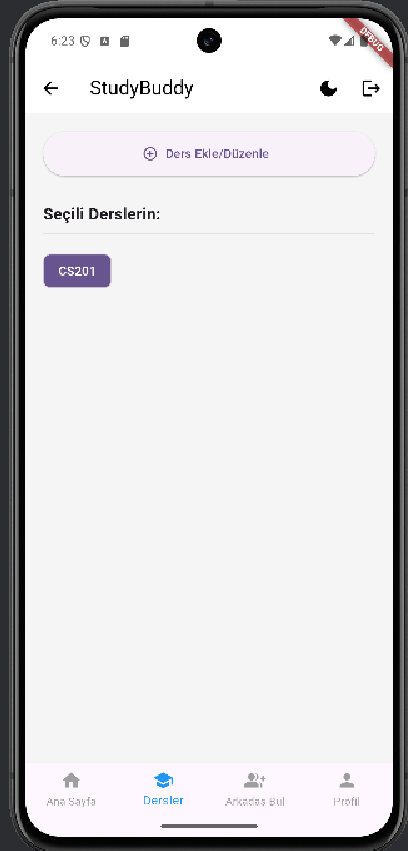 6:23
DEBUG
StudyBuddy
Ders Ekle/Düzenle
Seçili Derslerin:
CS201
Ana Sayfa
Dersler
Arkadaş Bul
Profil